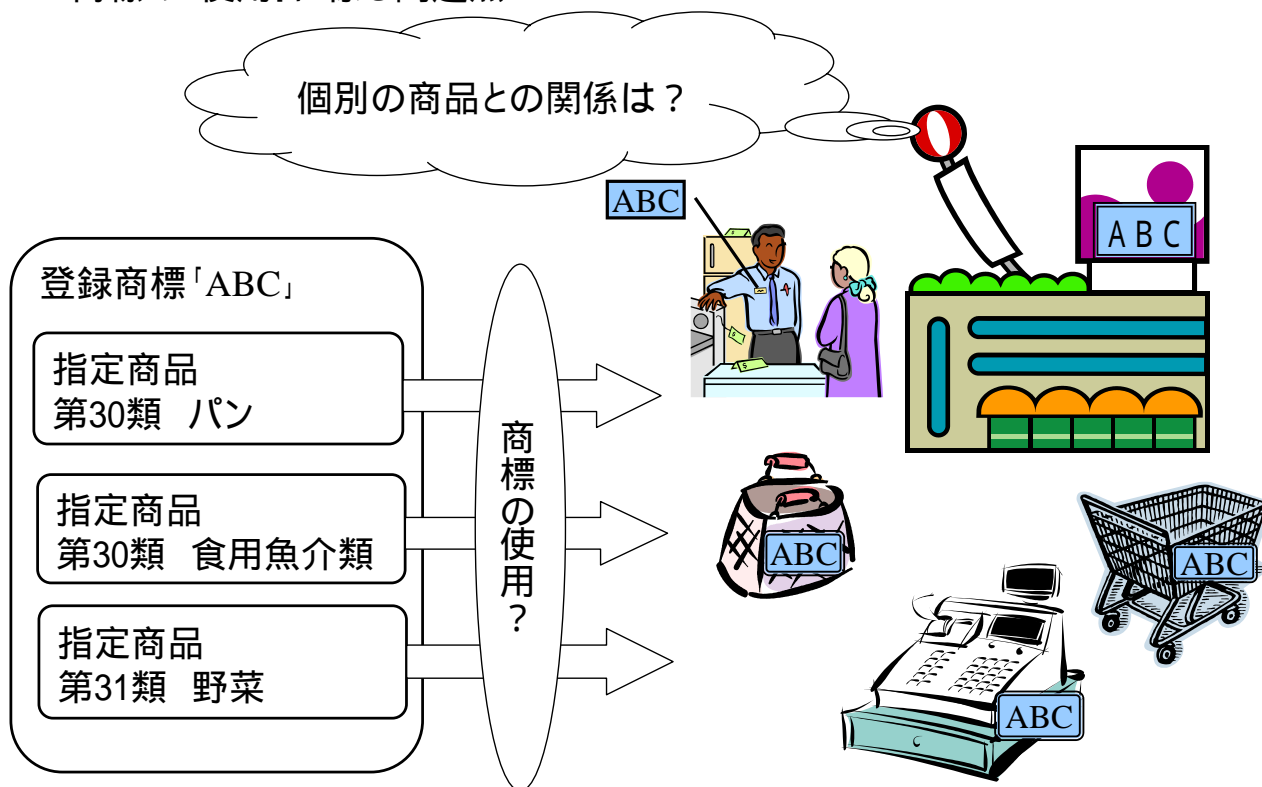 個別の商品との関係は？
ABC
ABC
登録商標「ABC」
指定商品
第30類　パン
指定商品
第30類　食用魚介類
指定商品
第31類　野菜
商標の使用？
ABC
ABC
ABC